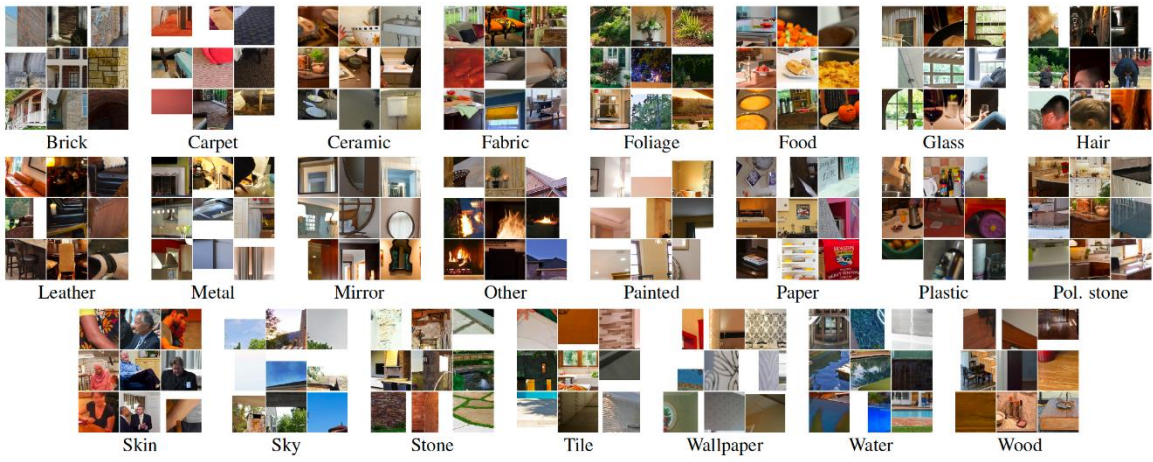 Brick Carpet Ceramic Fabric Foliage Food Glass Hair
Leather Metal Mirror Other Painted Paper Plastic Pol. stone
Skin Sky Stone Tile Wallpaper Water Wood